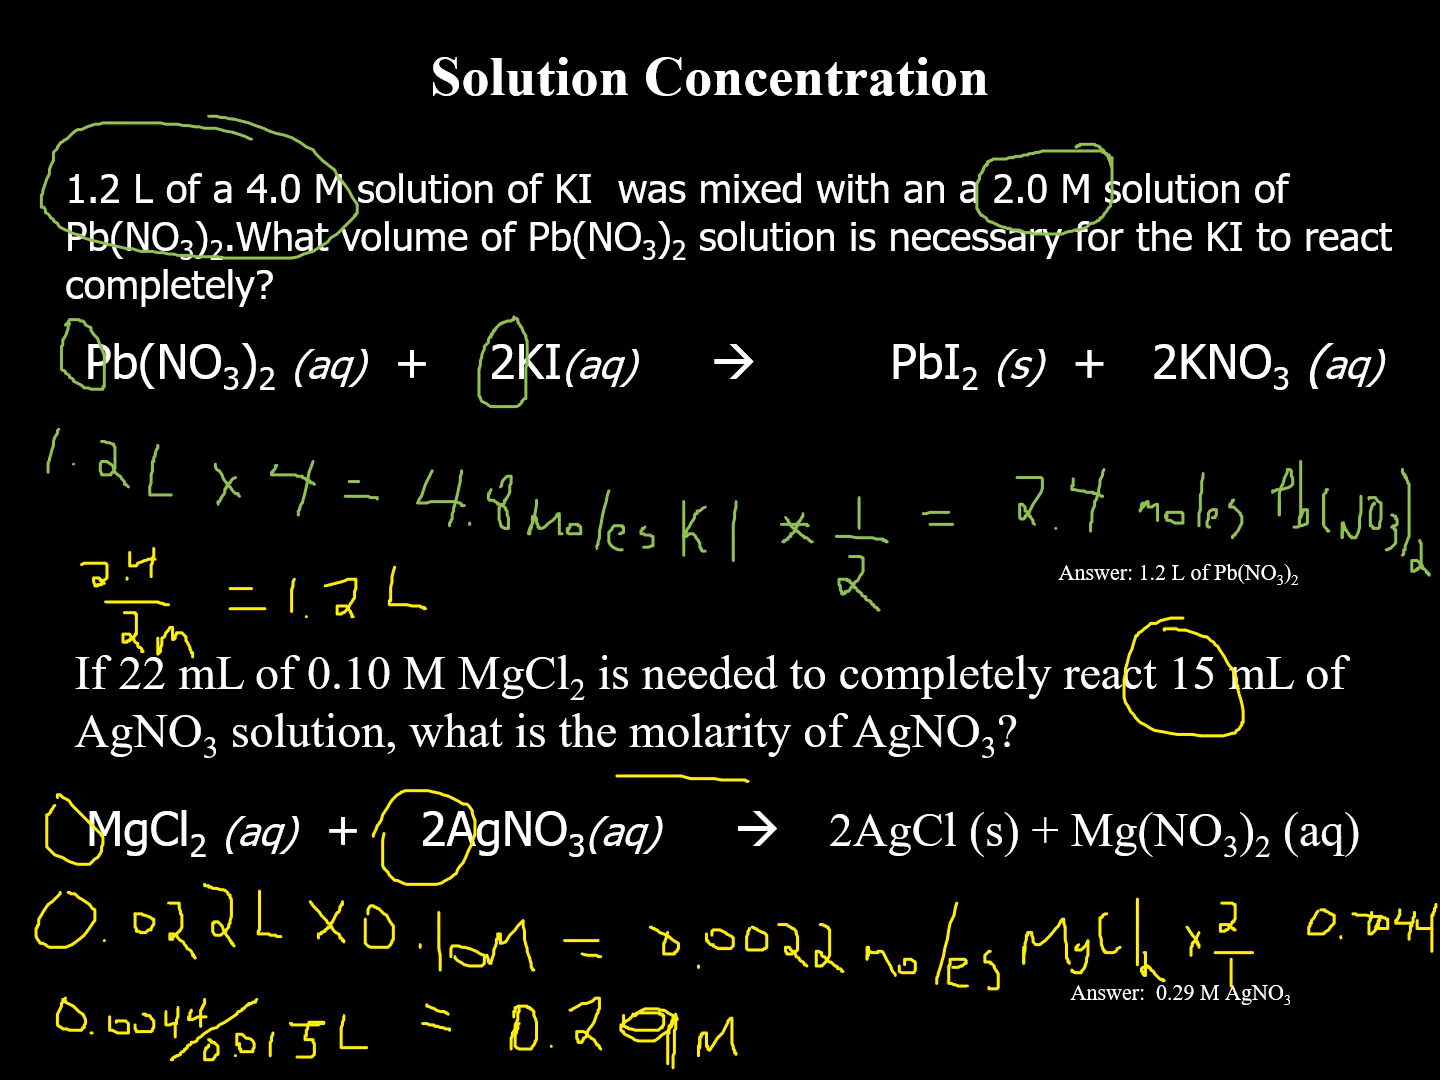 Solution Concentration
1.2 L of a 4.0 M solution of KI was mixed with an a 2.0 M solution of
Pb(NO₃)₂.What volume of Pb(NO₃)₂ solution is necessary for the KI to react
completely?
Pb(NO₃)₂ (aq) + 2KI(aq) → PbI₂ (s) + 2KNO₃ (aq)
1.2L x 4 = 4.8 moles KI * 1/2 = 2.4 moles Pb(NO₃)₂
Answer: 1.2 L of Pb(NO₃)₂
2.4/2m = 1.2 L
If 22 mL of 0.10 M MgCl₂ is needed to completely react 15 mL of
AgNO₃ solution, what is the molarity of AgNO₃?
MgCl₂ (aq) + 2AgNO₃(aq) → 2AgCl (s) + Mg(NO₃)₂ (aq)
0.022L x 0.10M = 0.0022 moles MgCl₂ x 2/1
Answer: 0.29 M AgNO₃
0.0044/0.015L = 0.29M